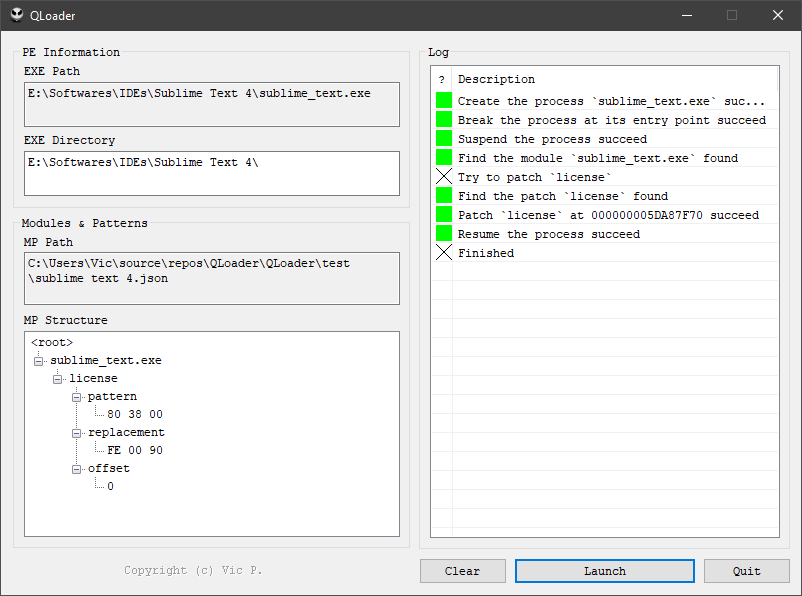 QLoader
PE Information
EXE Path
E:\Softwares\IDEs\Sublime Text 4\sublime_text.exe
EXE Directory
E:\Softwares\IDEs\Sublime Text 4\
Modules & Patterns
MP Path
C:\Users\Vic\source\repos\QLoader\QLoader\test
\sublime text 4.json
MP Structure
<root>
sublime_text.exe
license
pattern
80 38 00
replacement
FE 00 90
offset
0
Copyright (c) Vic P.
Log
? Description
Create the process `sublime_text.exe` suc...
Break the process at its entry point succeed
Suspend the process succeed
Find the module `sublime_text.exe` found
Try to patch `license`
Find the patch `license` found
Patch `license` at 000000005DA87F70 succeed
Resume the process succeed
Finished
Clear
Launch
Quit